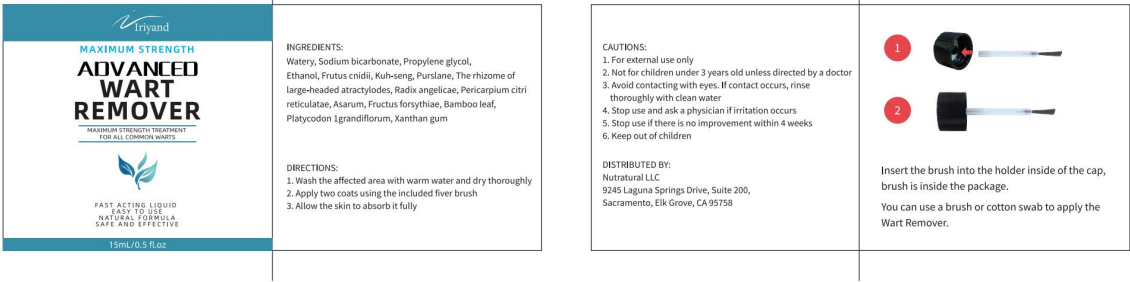 Iriyand
MAXIMUM STRENGTH
ADVANCED
WART
REMOVER
MAXIMUM STRENGTH TREATMENT
FOR ALL COMMON WARTS
FAST ACTING LIQUID
EASY TO USE
NATURAL FORMULA
SAFE AND EFFECTIVE
15mL/0.5 fl.oz
INGREDIENTS:
Watery, Sodium bicarbonate, Propylene glycol,
Ethanol, Frutus cnidii, Kuh-seng, Purslane, The rhizome of
large-headed atractylodes, Radix angelicae, Pericarpium citri
reticulatae, Asarum, Fructus forsythiae, Bamboo leaf,
Platycodon 1grandiflorum, Xanthan gum
DIRECTIONS:
1. Wash the affected area with warm water and dry thoroughly
2. Apply two coats using the included fiver brush
3. Allow the skin to absorb it fully
CAUTIONS:
1. For external use only
2. Not for children under 3 years old unless directed by a doctor
3. Avoid contacting with eyes. If contact occurs, rinse
thoroughly with clean water
4. Stop use and ask a physician if irritation occurs
5. Stop use if there is no improvement within 4 weeks
6. Keep out of children
DISTRIBUTED BY:
Nutratural LLC
9245 Laguna Springs Drive, Suite 200,
Sacramento, Elk Grove, CA 95758
1
2
Insert the brush into the holder inside of the cap,
brush is inside the package.
You can use a brush or cotton swab to apply the
Wart Remover.